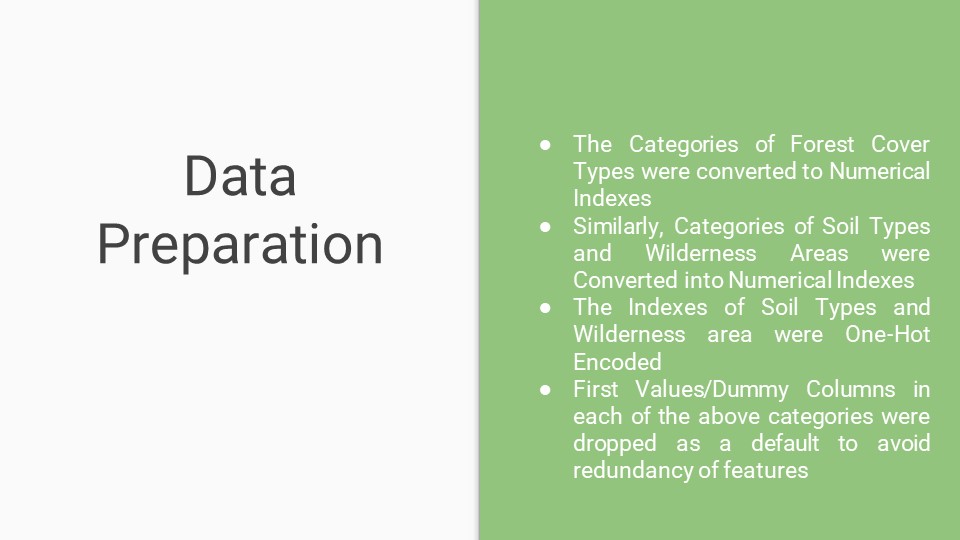 Data
Preparation
● The Categories of Forest Cover
Types were converted to Numerical
Indexes
● Similarly, Categories of Soil Types
and Wilderness Areas were
Converted into Numerical Indexes
● The Indexes of Soil Types and
Wilderness area were One-Hot
Encoded
● First Values/Dummy Columns in
each of the above categories were
dropped as a default to avoid
redundancy of features